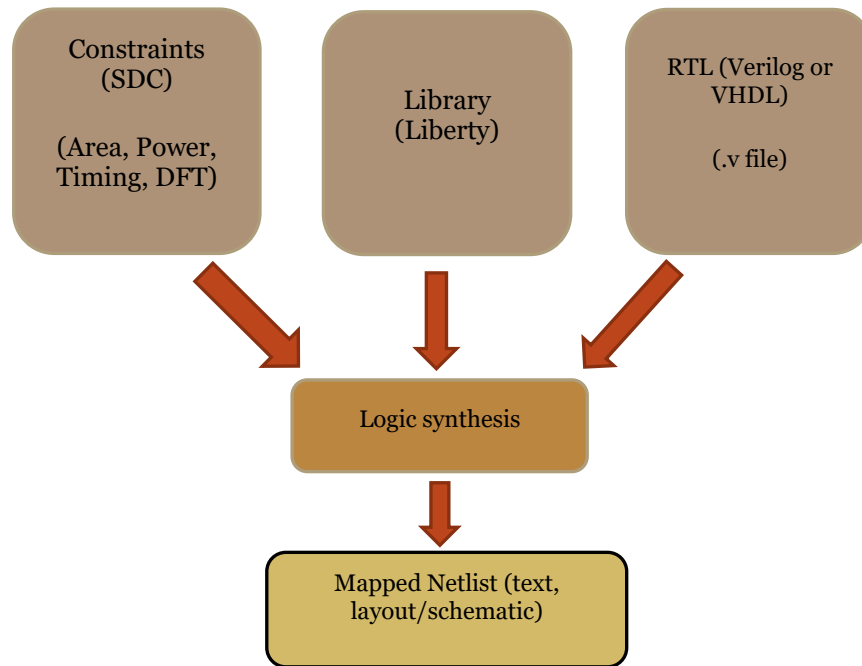 Constraints
(SDC)
(Area, Power,
Timing, DFT)
Library
(Liberty)
RTL (Verilog or
VHDL)
(.v file)
Logic synthesis
Mapped Netlist (text,
layout/schematic)